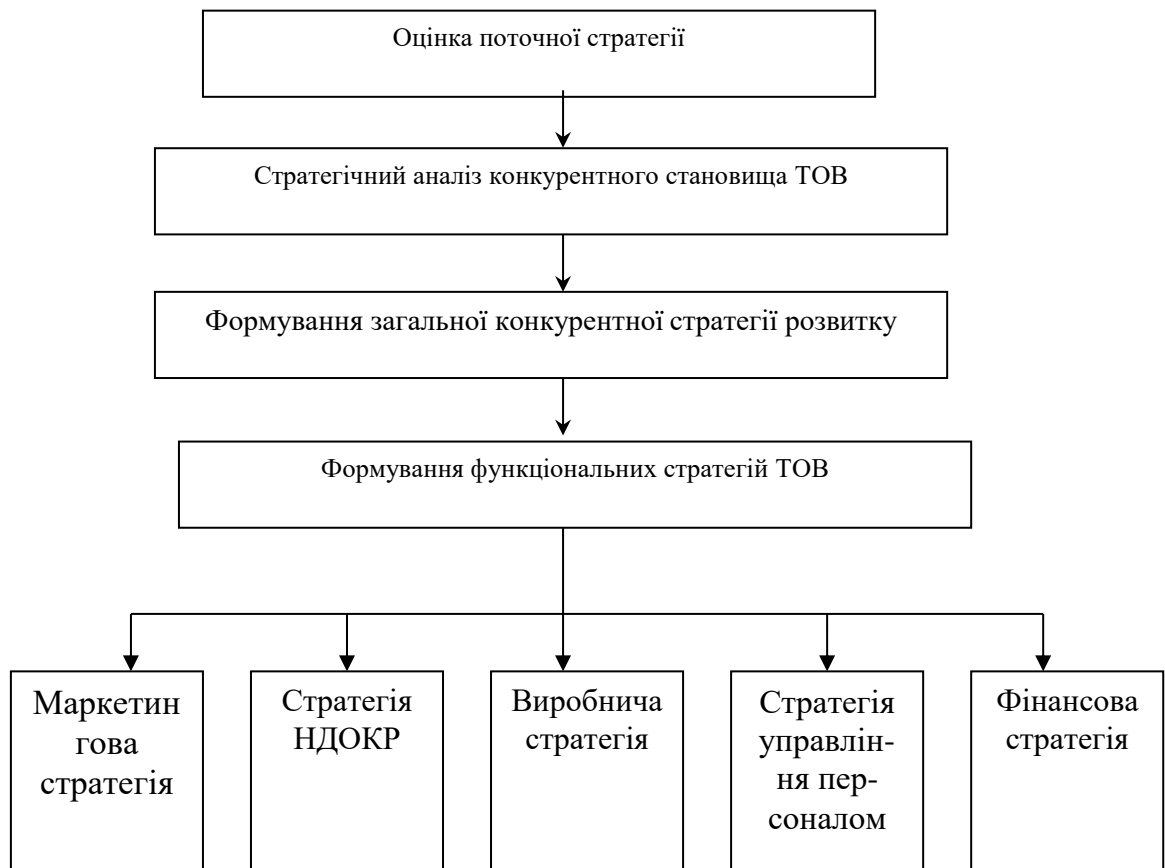 Оцінка поточної стратегії
Стратегічний аналіз конкурентного становища ТОВ
Формування загальної конкурентної стратегії розвитку
Формування функціональних стратегій ТОВ
Маркетин
гова
стратегія
Стратегія
НДОКР
Виробнича
стратегія
Стратегія
управлін-
ня пер-
соналом
Фінансова
стратегія